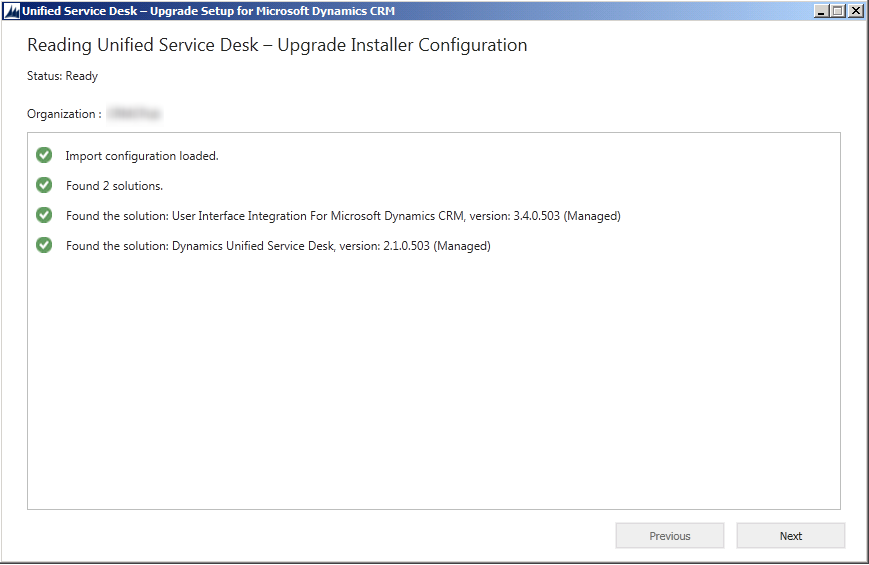 Unified Service Desk – Upgrade Setup for Microsoft Dynamics CRM
Reading Unified Service Desk – Upgrade Installer Configuration
Status: Ready
Organization :
Import configuration loaded.
Found 2 solutions.
Found the solution: User Interface Integration For Microsoft Dynamics CRM, version: 3.4.0.503 (Managed)
Found the solution: Dynamics Unified Service Desk, version: 2.1.0.503 (Managed)
Previous Next